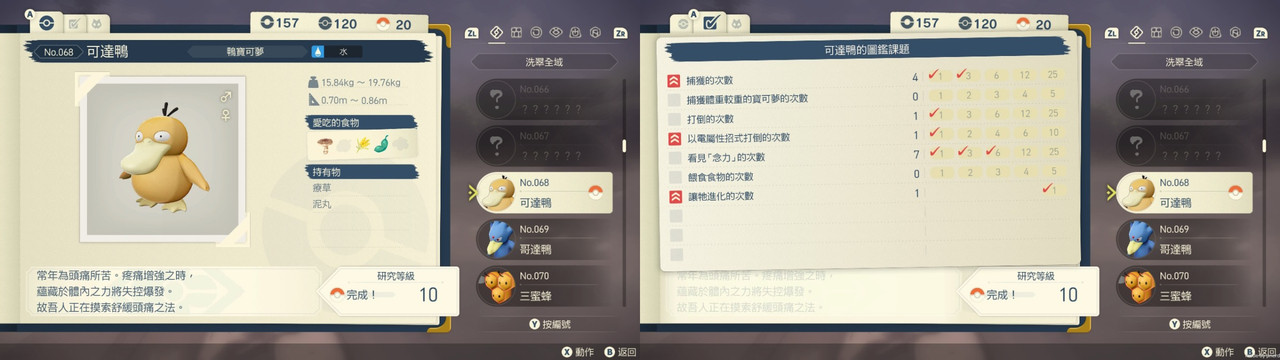 A
157
120
20
No.068
可達鴨
鴨寶可夢
水
15.84kg ～ 19.76kg
0.70m ～ 0.86m
愛吃的食物
持有物
療草
泥丸
常年為頭痛所苦。疼痛增強之時，
蘊藏於體內之力將失控爆發。
故吾人正在摸索舒緩頭痛之法。
研究等級
完成！ 10
ZL
ZR
洗翠全域
No.066
？？？？？？
No.067
？？？？？？
No.068
可達鴨
No.069
哥達鴨
No.070
三蜜蜂
Y 按編號
X 動作 B 返回
A
157
120
20
可達鴨的圖鑑課題
捕獲的次數 4 1 3 6 12 25
捕獲體重較重的寶可夢的次數 0 1 2 3 4 5
打倒的次數 1 1 3 6 12 25
以電屬性招式打倒的次數 1 1 2 4 6 10
看見「念力」的次數 7 1 3 6 12 25
餵食食物的次數 0 1 2 3 4 5
讓牠進化的次數 1 1
常年為頭痛所苦。疼痛增強之時，
蘊藏於體內之力將失控爆發。
故吾人正在摸索舒緩頭痛之法。
研究等級
完成！ 10
ZL
ZR
洗翠全域
No.066
？？？？？？
No.067
？？？？？？
No.068
可達鴨
No.069
哥達鴨
No.070
三蜜蜂
Y 按編號
X 動作 B 返回